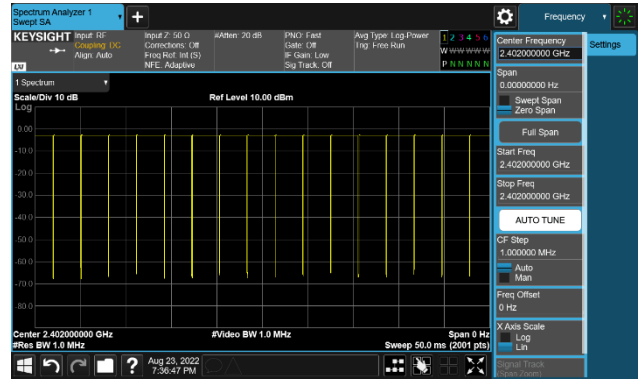 Spectrum Analyzer 1
Swept SA
+
Frequency
KEYSIGHT
Input: RF
Coupling: DC
Align: Auto
Input Z: 50 Ω
Corrections: Off
Freq Ref: Int (S)
NFE: Adaptive
#Atten: 20 dB
PNO: Fast
Gate: Off
IF Gain: Low
Sig Track: Off
Avg Type: Log-Power
Trig: Free Run
1 2 3 4 5 6
W W W W W W
P N N N N N
LXI
1 Spectrum
Scale/Div 10 dB
Ref Level 10.00 dBm
Log
0.00
-10.0
-20.0
-30.0
-40.0
-50.0
-60.0
-70.0
-80.0
Center 2.402000000 GHz
#Video BW 1.0 MHz
Span 0 Hz
#Res BW 1.0 MHz
Sweep 50.0 ms (2001 pts)
Aug 23, 2022
7:36:47 PM
?
Center Frequency
2.402000000 GHz
Settings
Span
0.00000000 Hz
Swept Span
Zero Span
Full Span
Start Freq
2.402000000 GHz
Stop Freq
2.402000000 GHz
AUTO TUNE
CF Step
1.000000 MHz
Auto
Man
Freq Offset
0 Hz
X Axis Scale
Log
Lin
Signal Track
(Span Zoom)